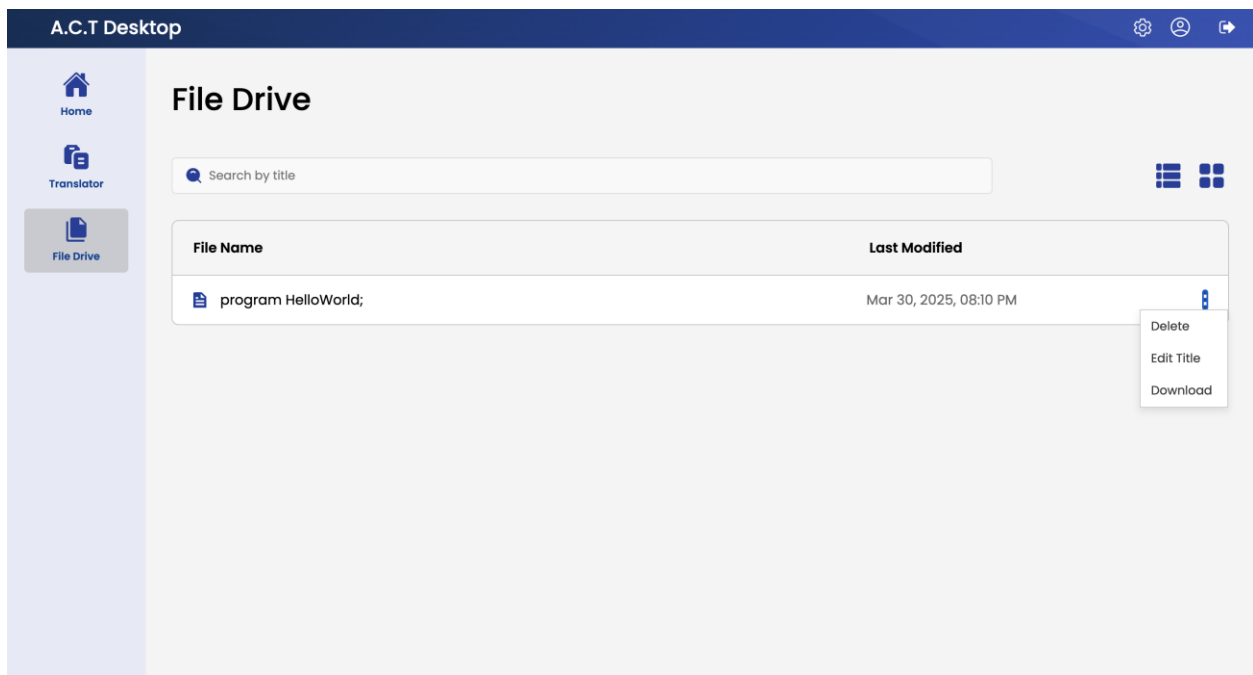 A.C.T Desktop
Home
Translator
File Drive
File Drive
Search by title
File Name Last Modified
program HelloWorld; Mar 30, 2025, 08:10 PM
Delete
Edit Title
Download